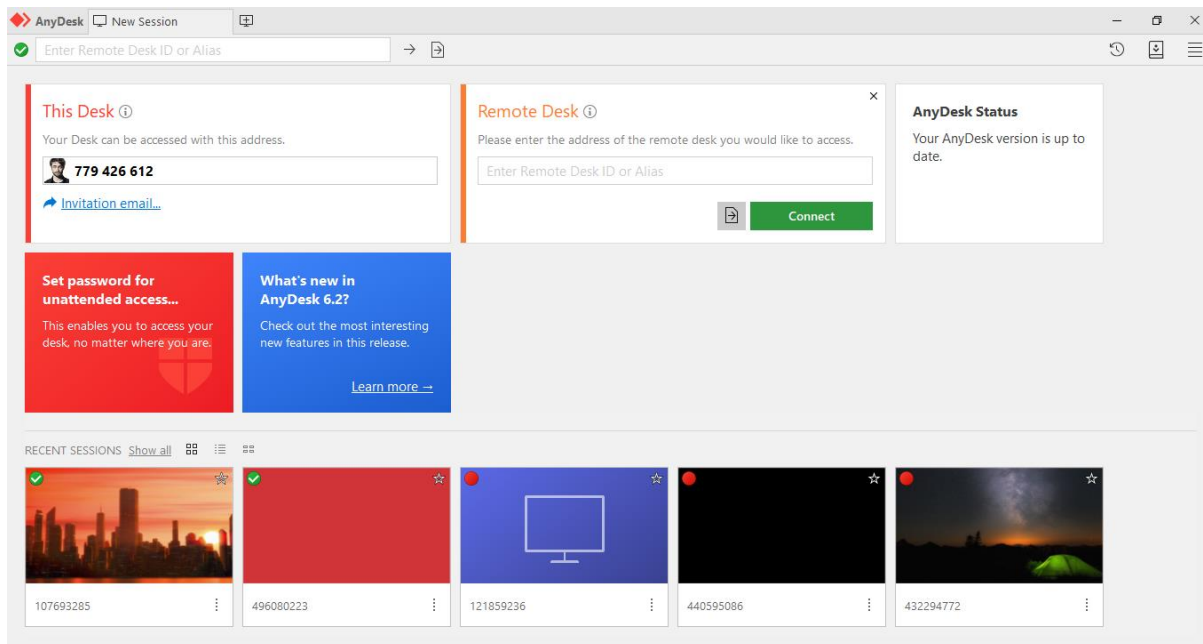 AnyDesk
New Session
Enter Remote Desk ID or Alias
This Desk
Your Desk can be accessed with this address.
779 426 612
Invitation email...
Remote Desk
Please enter the address of the remote desk you would like to access.
Enter Remote Desk ID or Alias
Connect
AnyDesk Status
Your AnyDesk version is up to
date.
Set password for
unattended access...
This enables you to access your
desk, no matter where you are.
What's new in
AnyDesk 6.2?
Check out the most interesting
new features in this release.
Learn more →
RECENT SESSIONS Show all
107693285
496080223
121859236
440595086
432294772